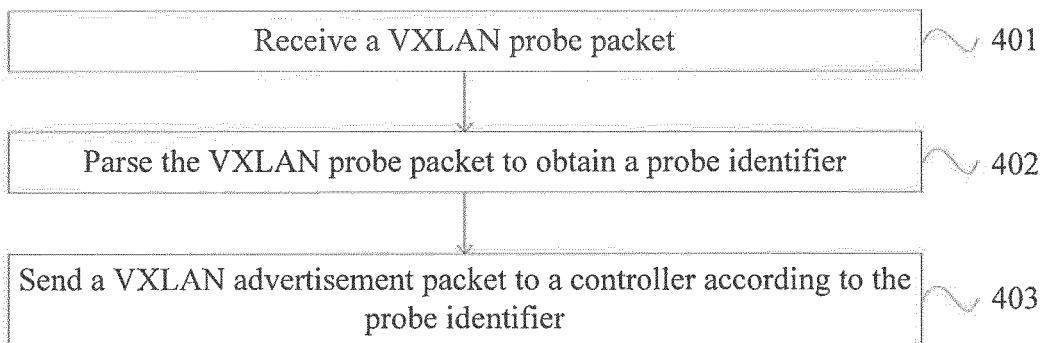 Receive a VXLAN probe packet
401
Parse the VXLAN probe packet to obtain a probe identifier
402
Send a VXLAN advertisement packet to a controller according to the
probe identifier
403